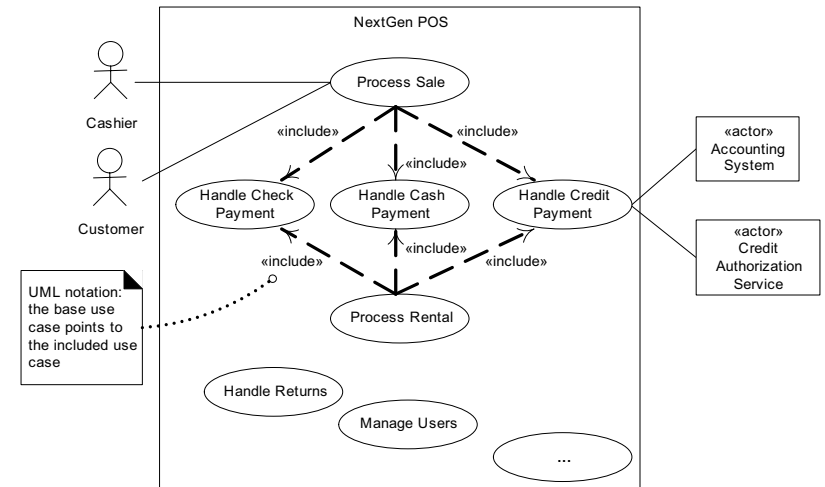 NextGen POS
Process Sale
Cashier
«include»
«include»
«include»
«actor»
Accounting
System
Handle Check
Payment
Handle Cash
Payment
Handle Credit
Payment
Customer
«actor»
Credit
Authorization
Service
«include»
«include»
«include»
UML notation:
the base use
case points to
the included use
case
Process Rental
Handle Returns
Manage Users
...